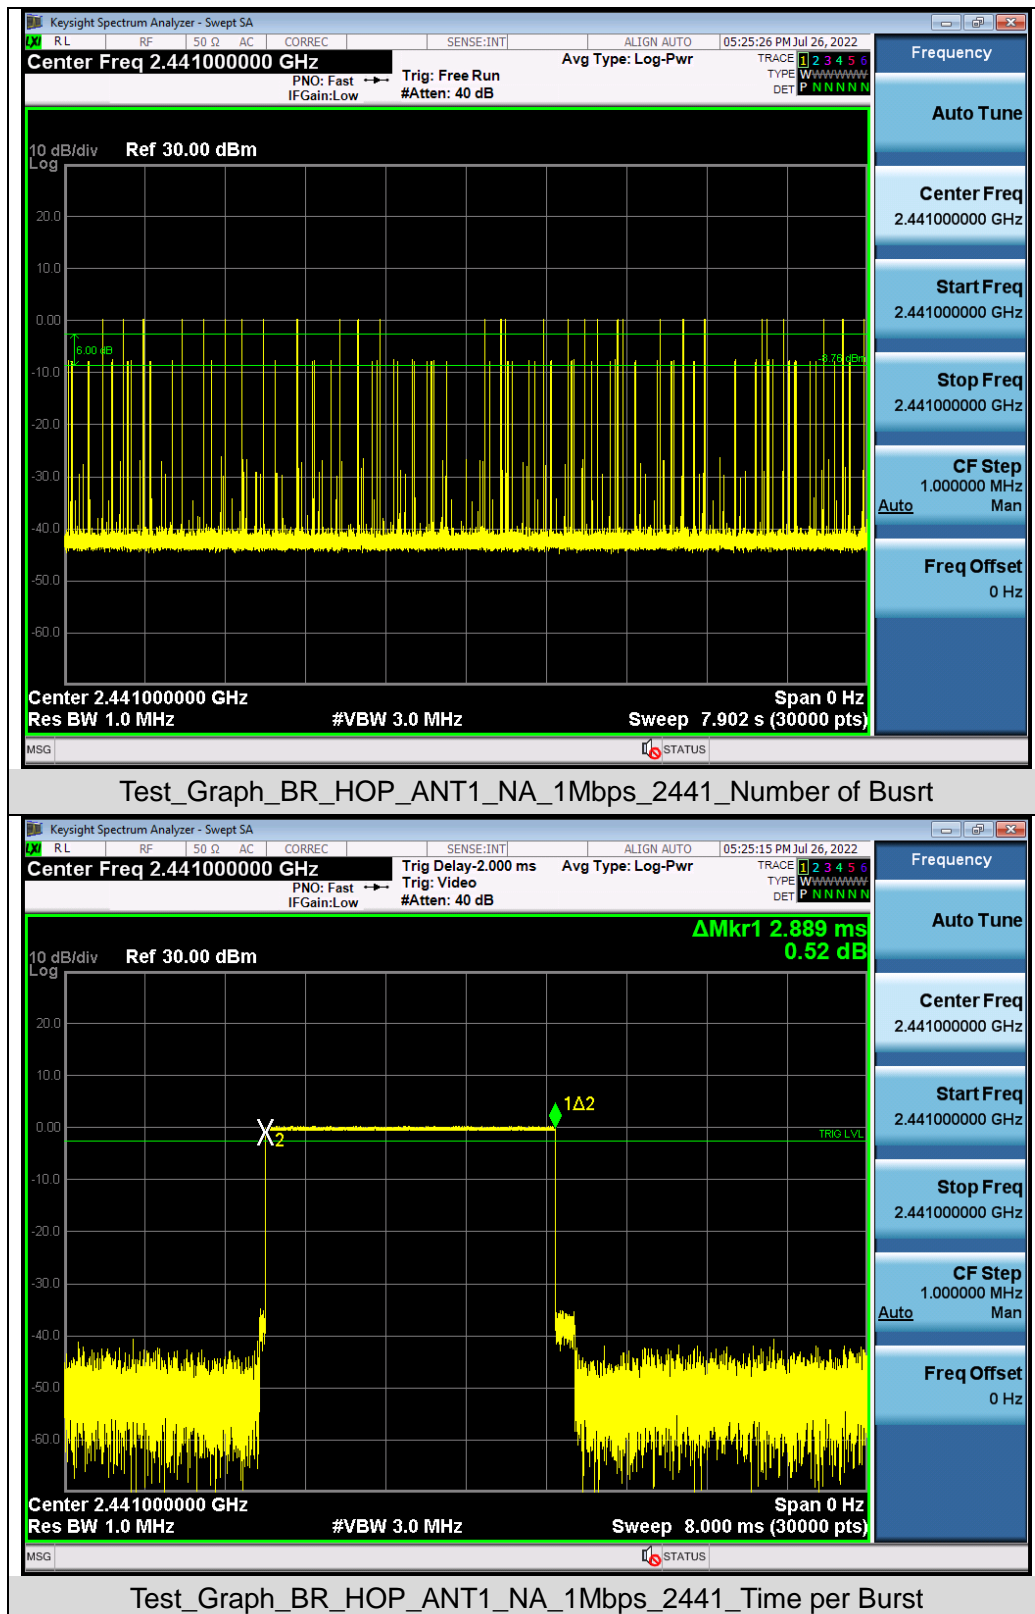 Keysight Spectrum Analyzer - Swept SA
LXI RL RF 50 Ω AC CORREC SENSE:INT ALIGN AUTO 05:25:26 PM Jul 26, 2022
Center Freq 2.441000000 GHz
PNO: Fast
IFGain:Low
Trig: Free Run
#Atten: 40 dB
Avg Type: Log-Pwr
TRACE 1 2 3 4 5 6
TYPE WWWWWW
DET P N N N N N
10 dB/div Ref 30.00 dBm
Log
20.0
10.0
0.00
6.00 dB
-8.76 dBm
-10.0
-20.0
-30.0
-40.0
-50.0
-60.0
Center 2.441000000 GHz Span 0 Hz
Res BW 1.0 MHz #VBW 3.0 MHz Sweep 7.902 s (30000 pts)
MSG STATUS
Frequency
Auto Tune
Center Freq
2.441000000 GHz
Start Freq
2.441000000 GHz
Stop Freq
2.441000000 GHz
CF Step
1.000000 MHz
Auto Man
Freq Offset
0 Hz
Test_Graph_BR_HOP_ANT1_NA_1Mbps_2441_Number of Busrt
Keysight Spectrum Analyzer - Swept SA
LXI RL RF 50 Ω AC CORREC SENSE:INT ALIGN AUTO 05:25:15 PM Jul 26, 2022
Center Freq 2.441000000 GHz
PNO: Fast
IFGain:Low
Trig Delay-2.000 ms
Trig: Video
#Atten: 40 dB
Avg Type: Log-Pwr
TRACE 1 2 3 4 5 6
TYPE WWWWWW
DET P N N N N N
ΔMkr1 2.889 ms
0.52 dB
10 dB/div Ref 30.00 dBm
Log
20.0
10.0
0.00
1Δ2
2
TRIG LVL
-10.0
-20.0
-30.0
-40.0
-50.0
-60.0
Center 2.441000000 GHz Span 0 Hz
Res BW 1.0 MHz #VBW 3.0 MHz Sweep 8.000 ms (30000 pts)
MSG STATUS
Frequency
Auto Tune
Center Freq
2.441000000 GHz
Start Freq
2.441000000 GHz
Stop Freq
2.441000000 GHz
CF Step
1.000000 MHz
Auto Man
Freq Offset
0 Hz
Test_Graph_BR_HOP_ANT1_NA_1Mbps_2441_Time per Burst